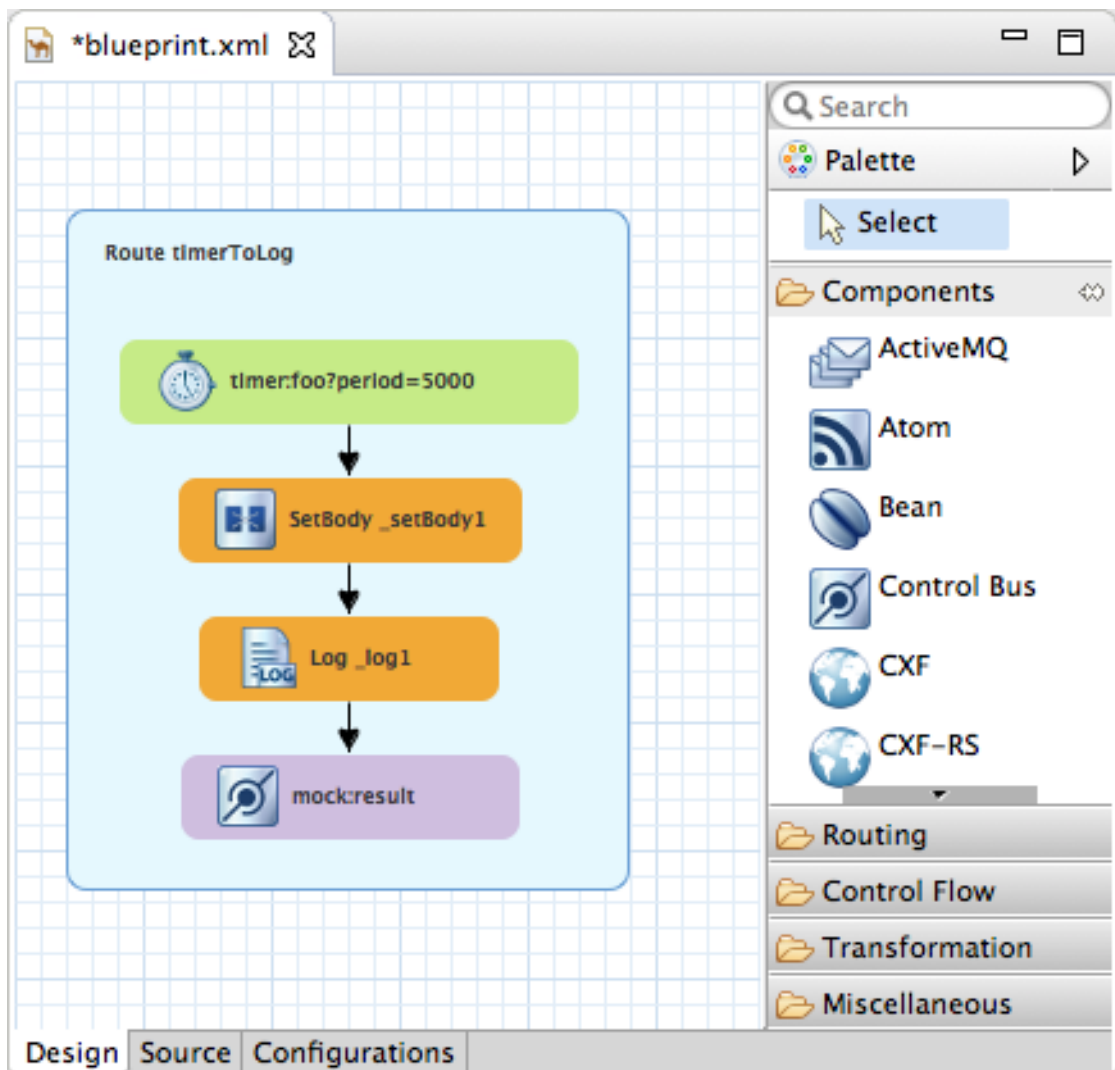 *blueprint.xml
Search
Palette
Select
Route timerToLog
Components
ActiveMQ
timer:foo?period=5000
Atom
SetBody _setBody1
Bean
Control Bus
Log _log1
LOG
CXF
CXF-RS
mock:result
Routing
Control Flow
Transformation
Miscellaneous
Design Source Configurations